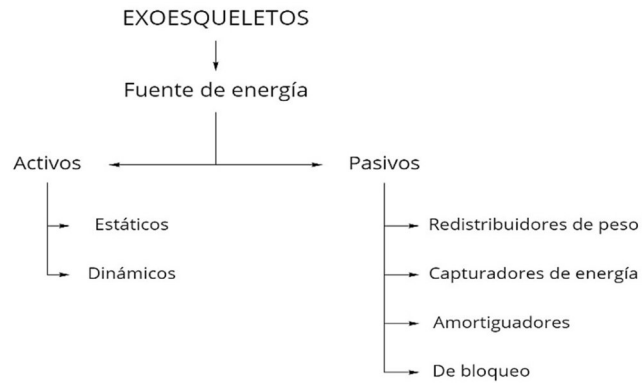 EXOESQUELETOS
Fuente de energía
Activos
Estáticos
Dinámicos
Pasivos
Redistribuidores de peso
Capturadores de energía
Amortiguadores
De bloqueo